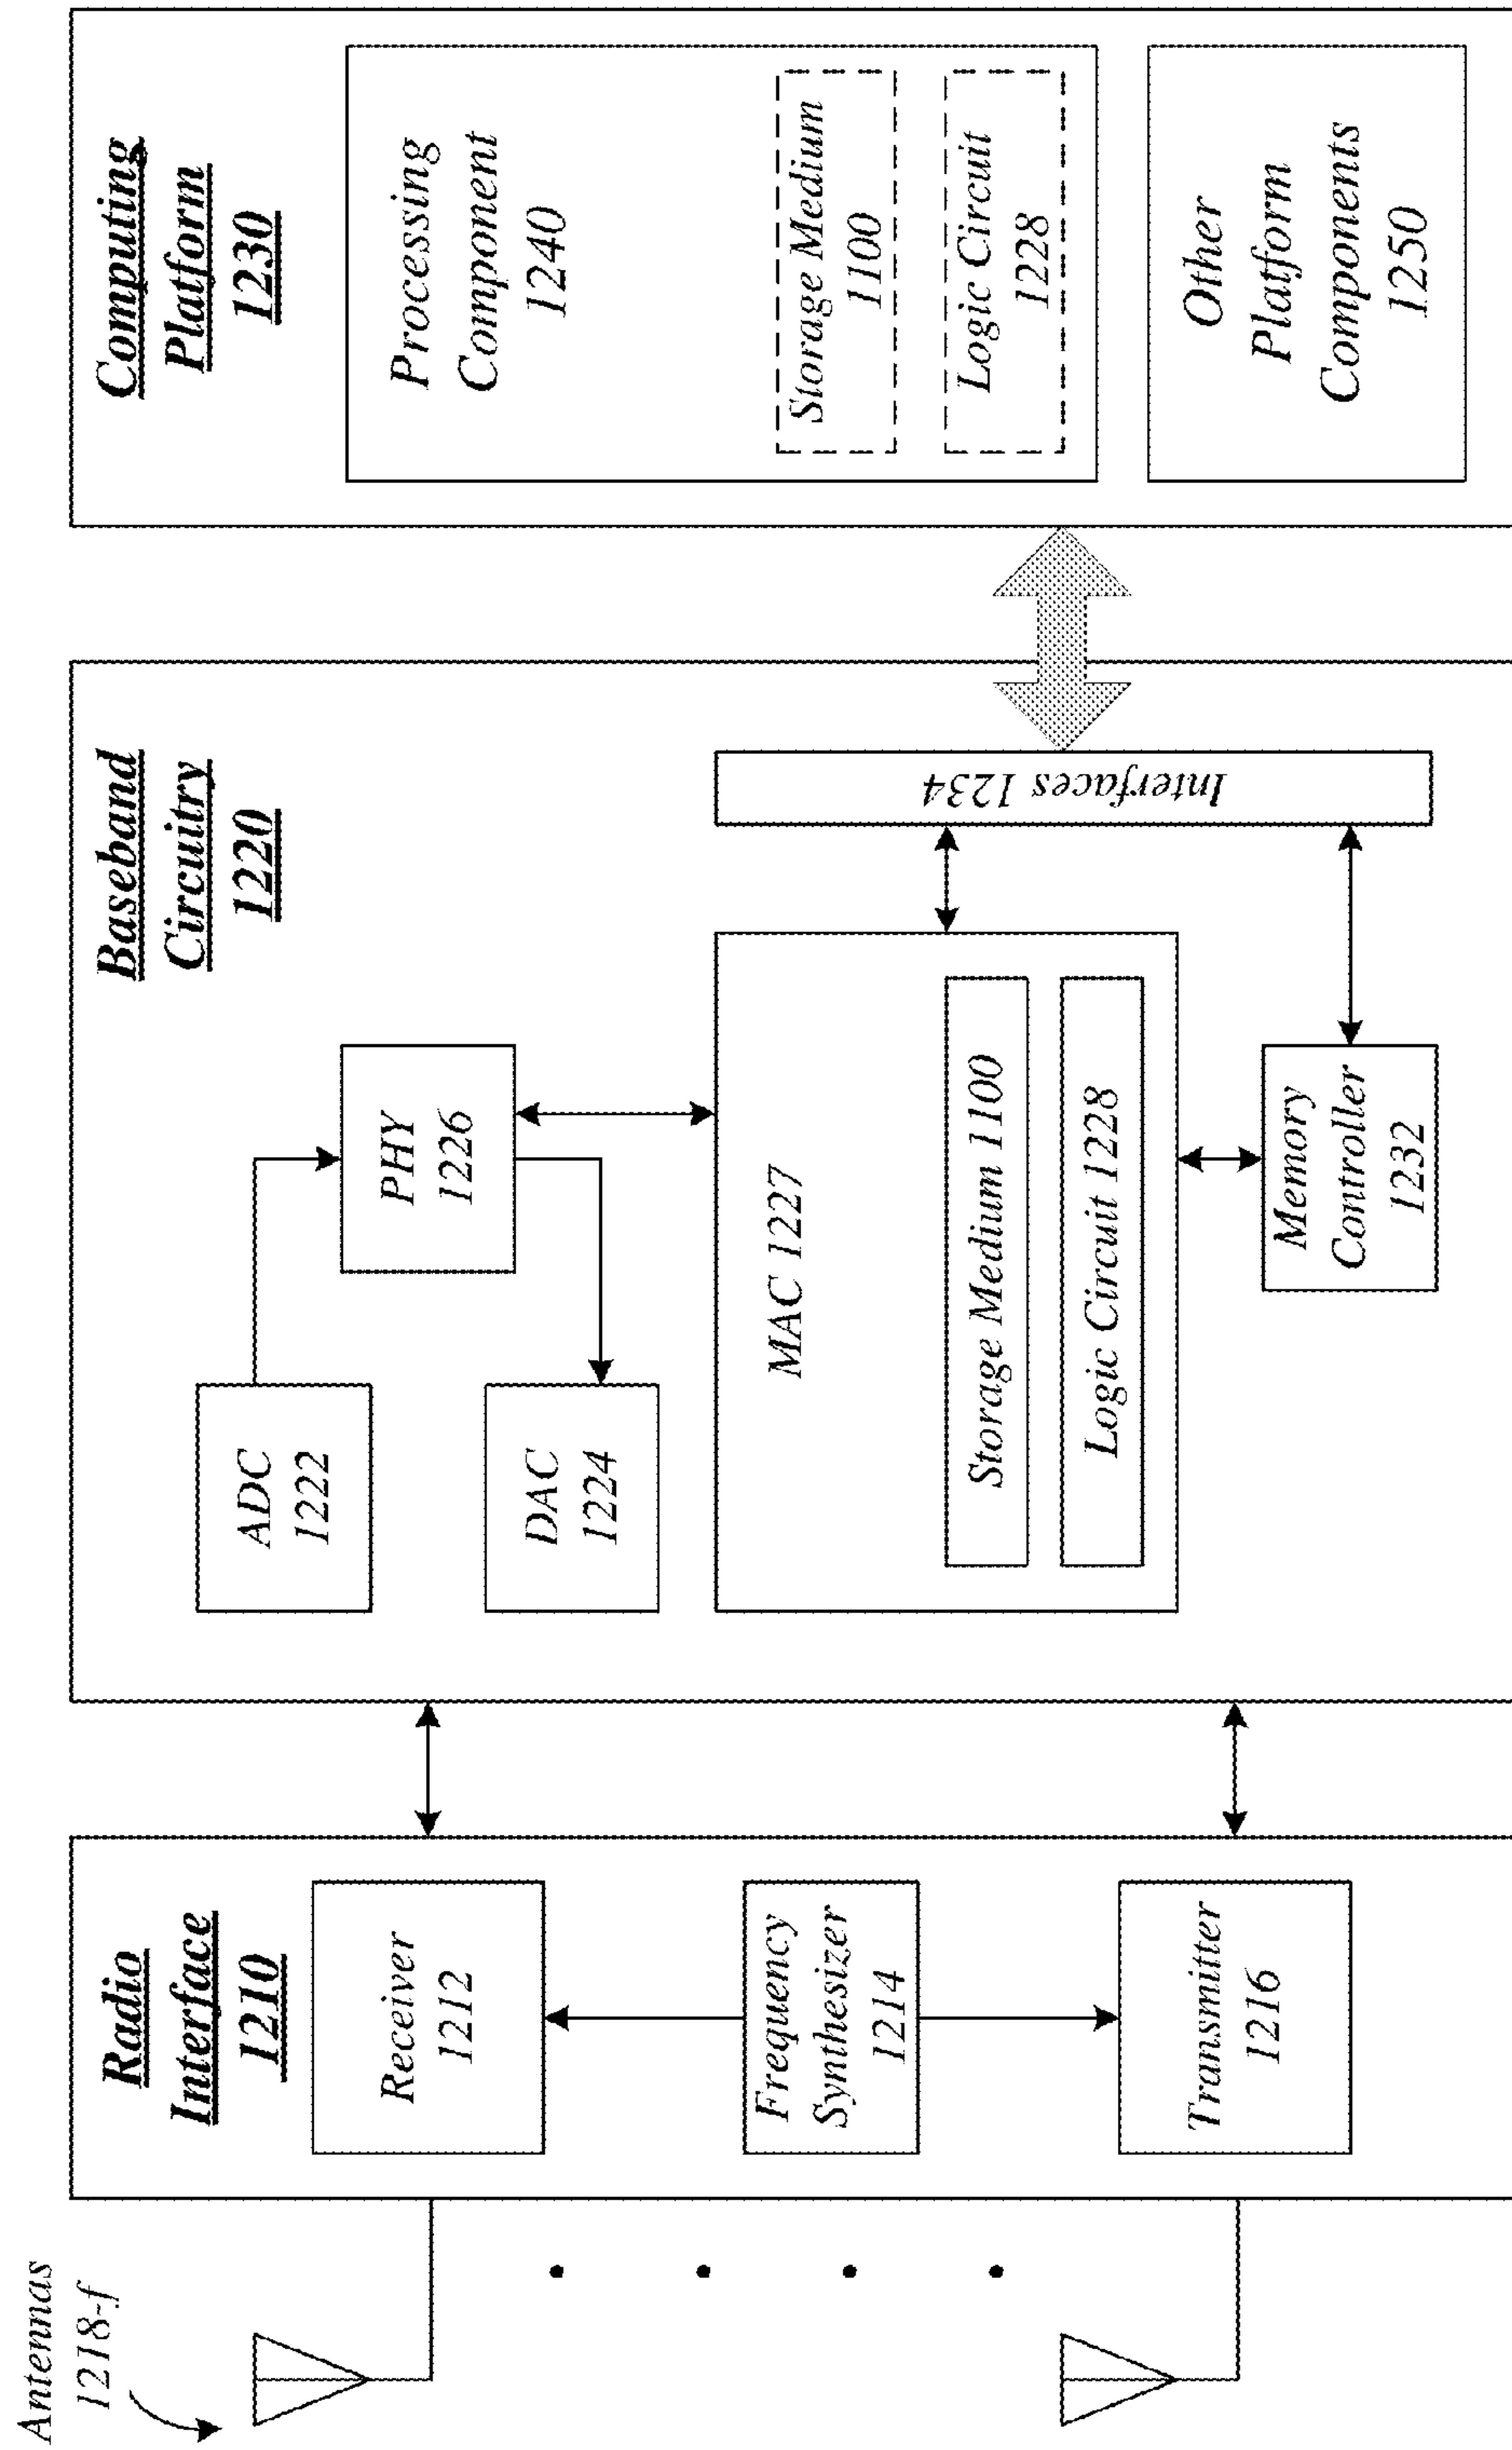 Antennas
1218-f
Radio
Interface
1210
Receiver
1212
Frequency
Synthesizer
1214
Transmitter
1216
Baseband
Circuitry
1220
ADC
1222
DAC
1224
PHY
1226
MAC 1227
Storage Medium 1100
Logic Circuit 1228
Memory
Controller
1232
Interfaces 1234
Computing
Platform
1230
Processing
Component
1240
Storage Medium
1100
Logic Circuit
1228
Other
Platform
Components
1250